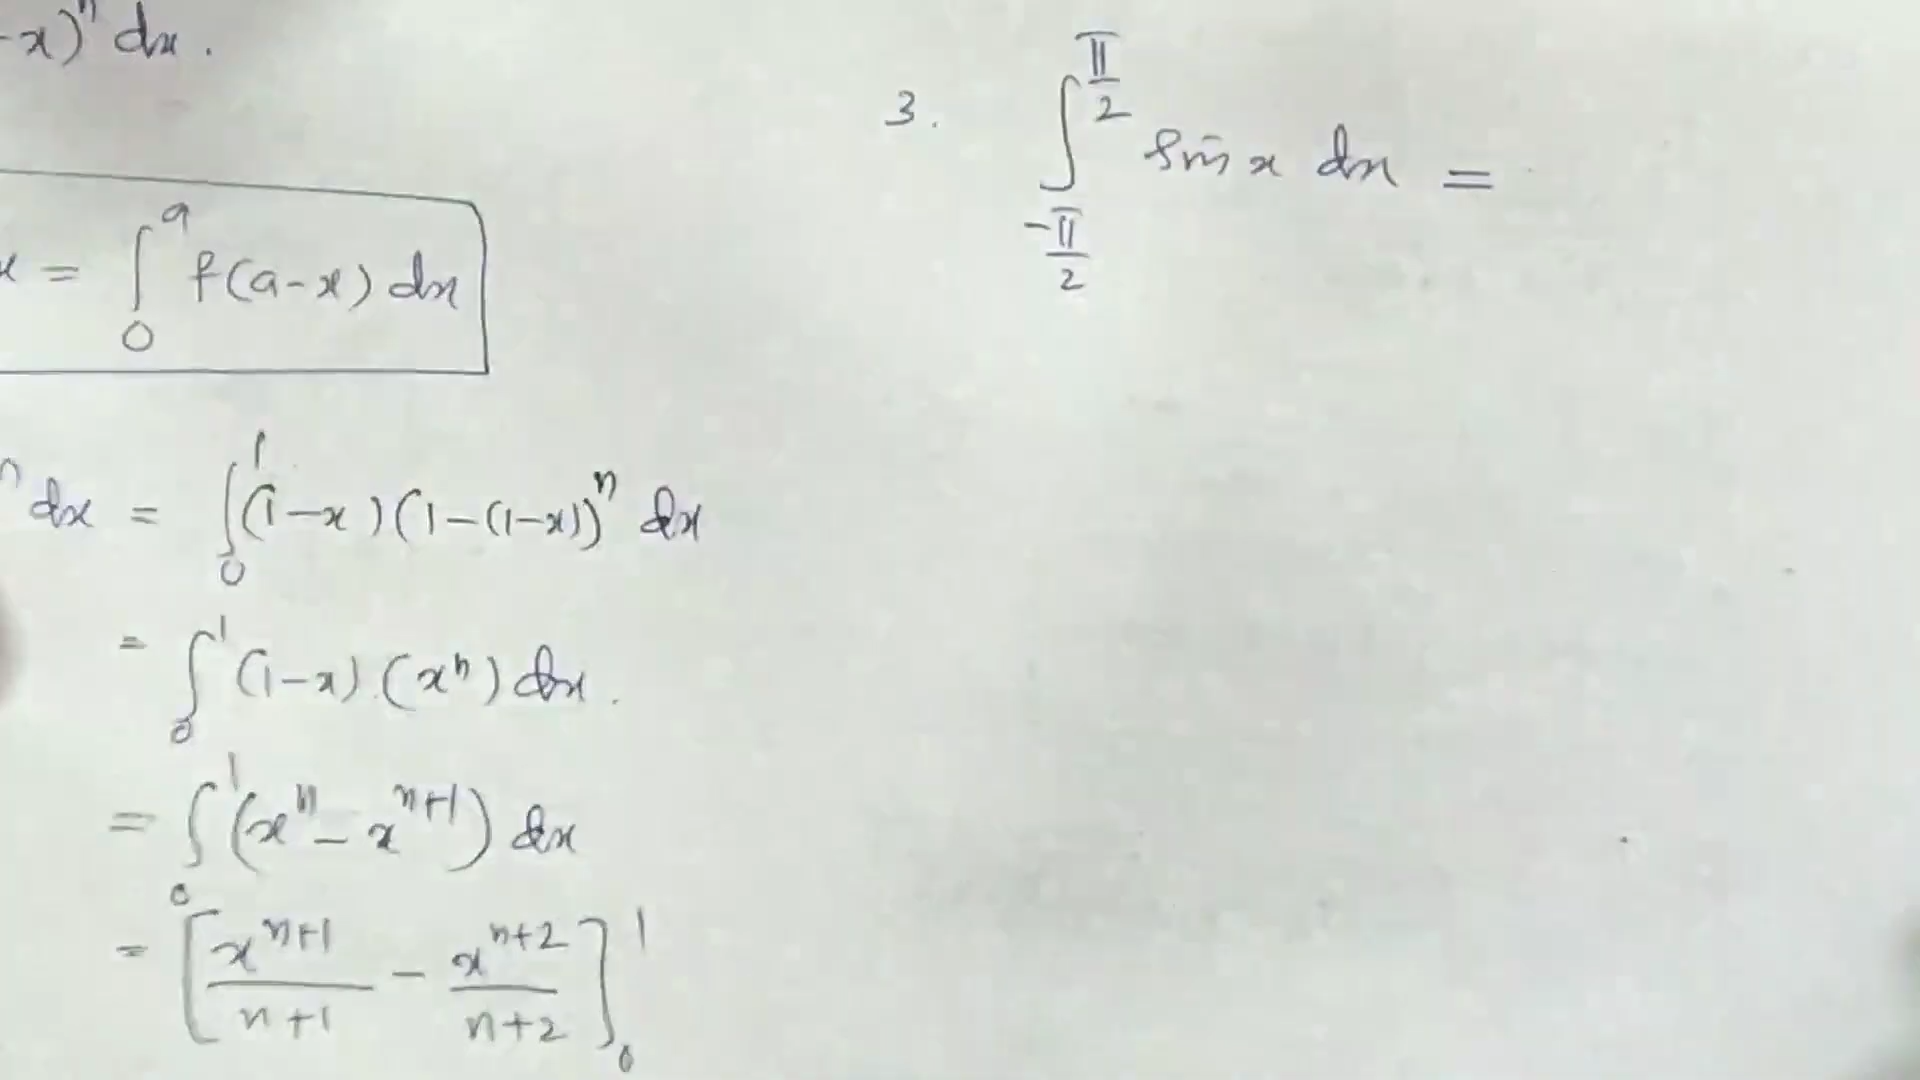 -x)ⁿ dx.
x = ∫₀ᵃ f(a-x) dx
ⁿ dx = ∫₀¹ (1-x)(1-(1-x))ⁿ dx
= ∫₀¹ (1-x).(xⁿ) dx.
= ∫₀¹ (xⁿ - xⁿ⁺¹) dx
= [xⁿ⁺¹/n+1 - xⁿ⁺²/n+2]₀¹
3. ∫_{-π/2}^{π/2} sin x dx =